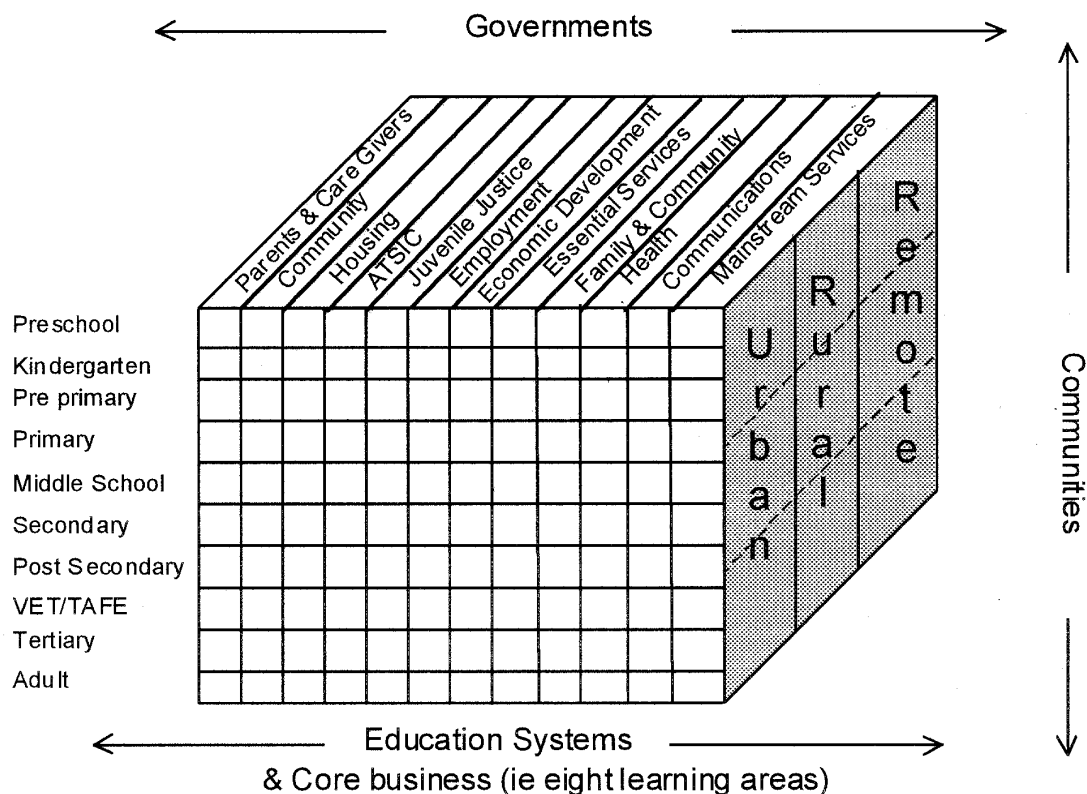 Governments
Parents & Care Givers
Community
Housing
ATSIC
Juvenile Justice
Employment
Economic Development
Essential Services
Family & Community
Health
Communications
Mainstream Services
Preschool
Kindergarten
Pre primary
Primary
Middle School
Secondary
Post Secondary
VET/TAFE
Tertiary
Adult
Urban
Rural
Remote
Communities
Education Systems
& Core business (ie eight learning areas)